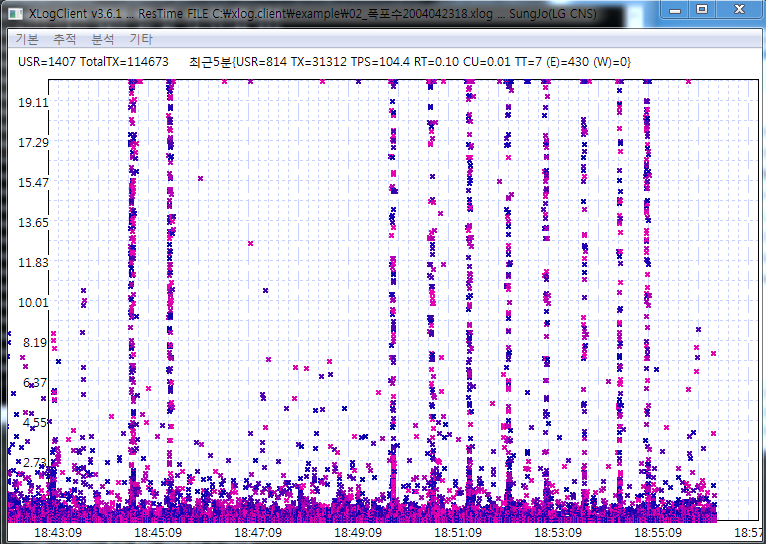 XLogClient v3.6.1 ... ResTime FILE C:₩xlog.client₩example₩02_폭포수2004042318.xlog ... SungJo(LG CNS)
기본 추적 분석 기타
USR=1407 TotalTX=114673 최근5분{USR=814 TX=31312 TPS=104.4 RT=0.10 CU=0.01 TT=7 (E)=430 (W)=0}
19.11
17.29
15.47
13.65
11.83
10.01
8.19
6.37
4.55
2.73
18:43:09 18:45:09 18:47:09 18:49:09 18:51:09 18:53:09 18:55:09 18:57